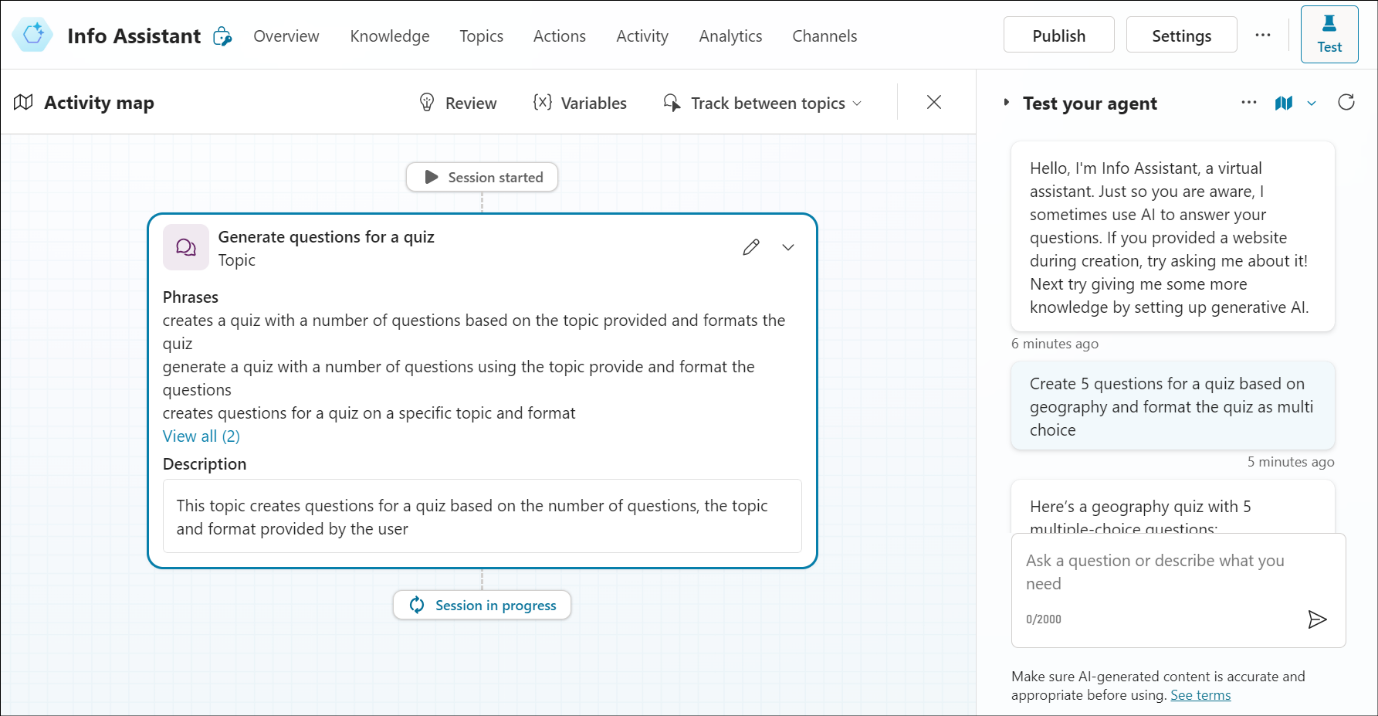 Info Assistant
Overview
Knowledge
Topics
Actions
Activity
Analytics
Channels
Publish
Settings
Test
Activity map
Review
{x} Variables
Track between topics
Session started
Generate questions for a quiz
Topic
Phrases
creates a quiz with a number of questions based on the topic provided and formats the
quiz
generate a quiz with a number of questions using the topic provide and format the
questions
creates questions for a quiz on a specific topic and format
View all (2)
Description
This topic creates questions for a quiz based on the number of questions, the topic
and format provided by the user
Session in progress
Test your agent
Hello, I'm Info Assistant, a virtual
assistant. Just so you are aware, I
sometimes use AI to answer your
questions. If you provided a website
during creation, try asking me about it!
Next try giving me some more
knowledge by setting up generative AI.
6 minutes ago
Create 5 questions for a quiz based on
geography and format the quiz as multi
choice
5 minutes ago
Here's a geography quiz with 5
multiple-choice questions:
Ask a question or describe what you
need
0/2000
Make sure AI-generated content is accurate and
appropriate before using. See terms